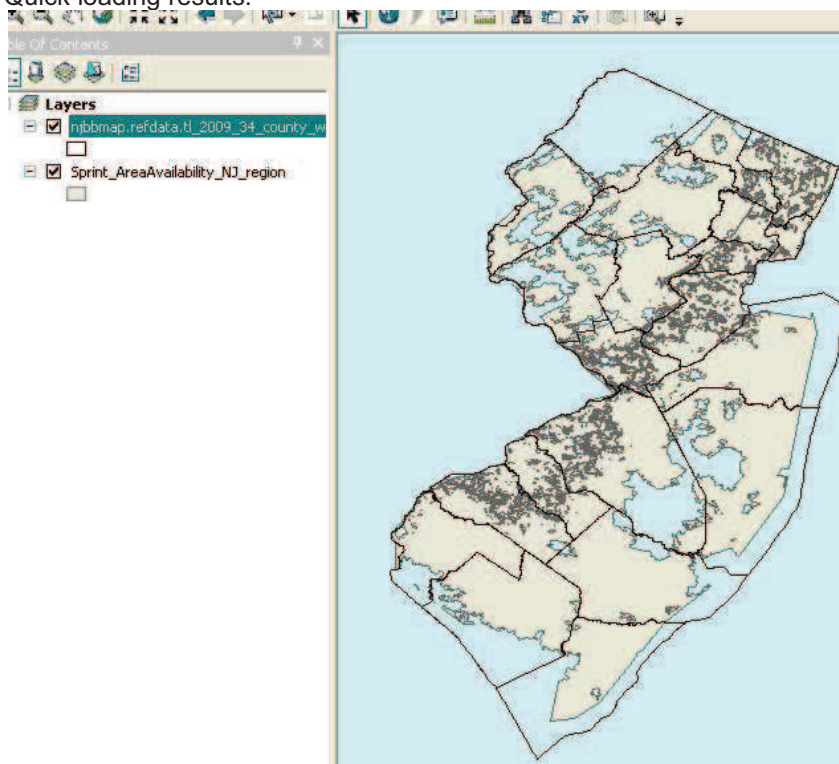 Quick loading results:
ble Of Contents
Layers
njbbmap.refdata.tl_2009_34_county_w
Sprint_AreaAvailability_NJ_region